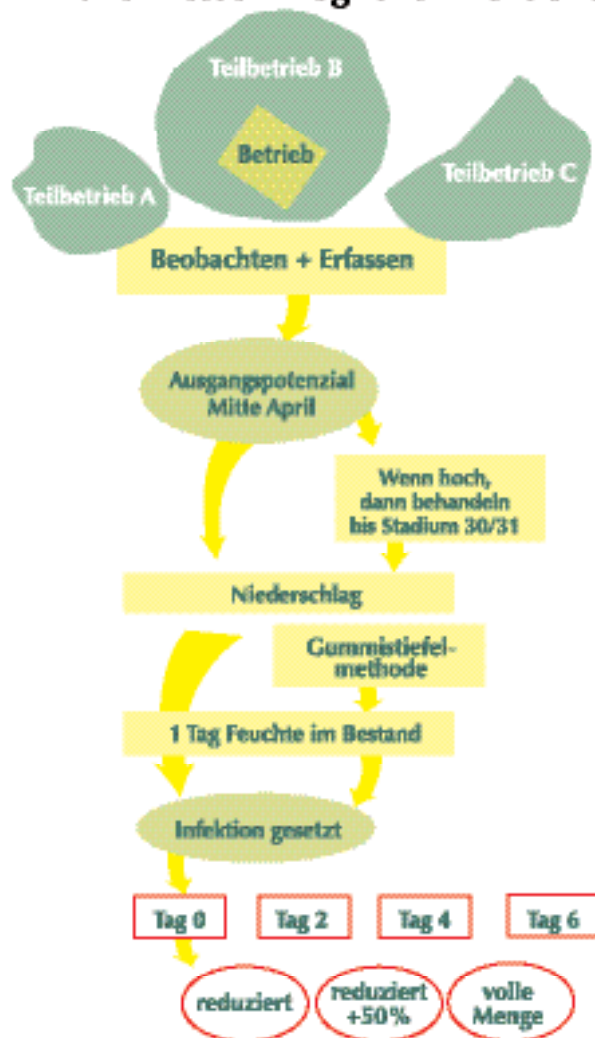 Teilbetrieb B
Betrieb
Teilbetrieb A
Teilbetrieb C
Beobachten + Erfassen
Ausgangspotenzial
Mitte April
Wenn hoch,
dann behandeln
bis Stadium 30/31
Niederschlag
Gummistiefel-
methode
1 Tag Feuchte im Bestand
Infektion gesetzt
Tag 0
Tag 2
Tag 4
Tag 6
reduziert
reduziert
+50%
volle
Menge